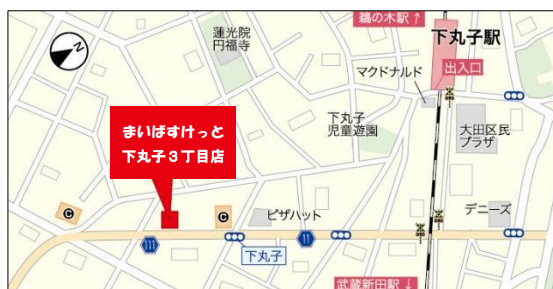 鵜の木駅↑
下丸子駅
出入口
マクドナルド
蓮光院
円福寺
N
下丸子
児童遊園
大田区民
プラザ
まいばすけっと
下丸子３丁目店
C
C
ピザハット
デニーズ
111
下丸子
11
武蔵新田駅↓